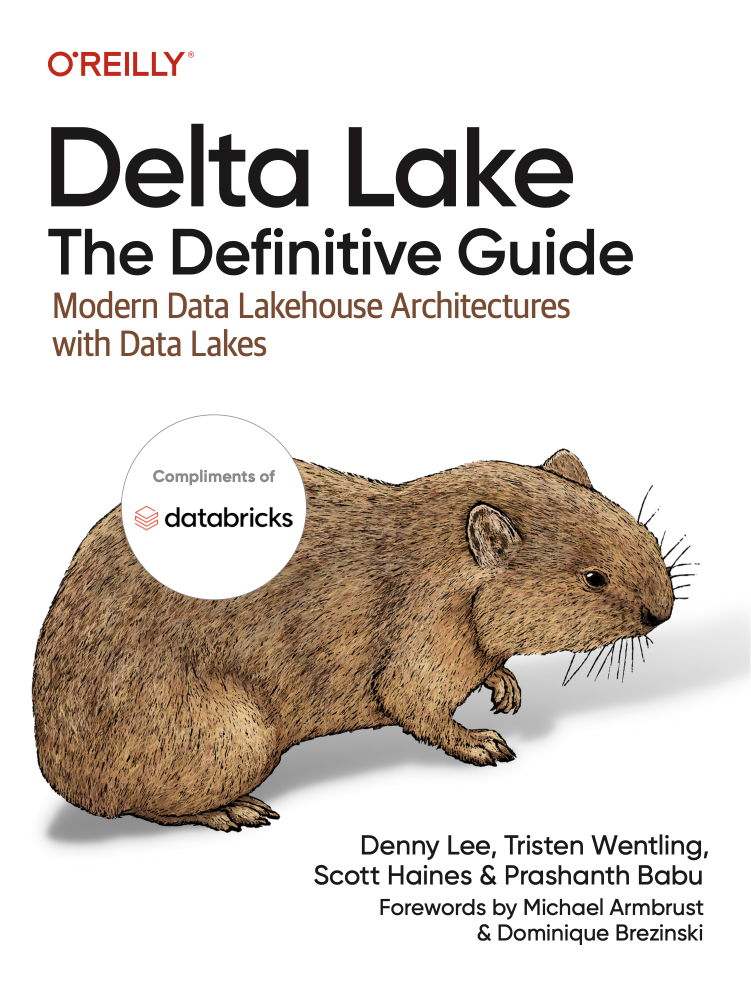 O'REILLY®
Delta Lake
The Definitive Guide
Modern Data Lakehouse Architectures
with Data Lakes
Compliments of
databricks
Denny Lee, Tristen Wentling,
Scott Haines & Prashanth Babu
Forewords by Michael Armbrust
& Dominique Brezinski